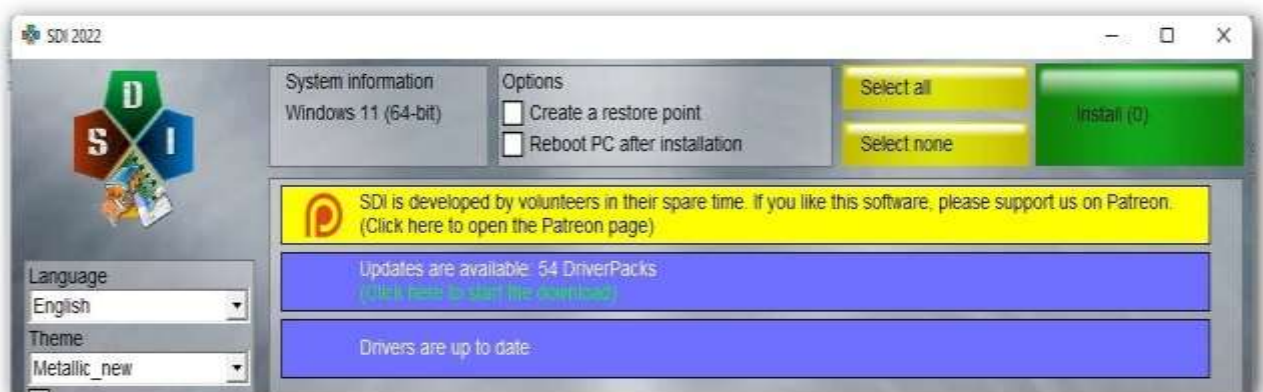 SDI 2022
D
S I
System information
Windows 11 (64-bit)
Options
Create a restore point
Reboot PC after installation
Select all
Select none
Install (0)
SDI is developed by volunteers in their spare time. If you like this software, please support us on Patreon.
(Click here to open the Patreon page)
Updates are available: 54 DriverPacks
(Click here to start the download)
Drivers are up to date
Language
English
Theme
Metallic_new